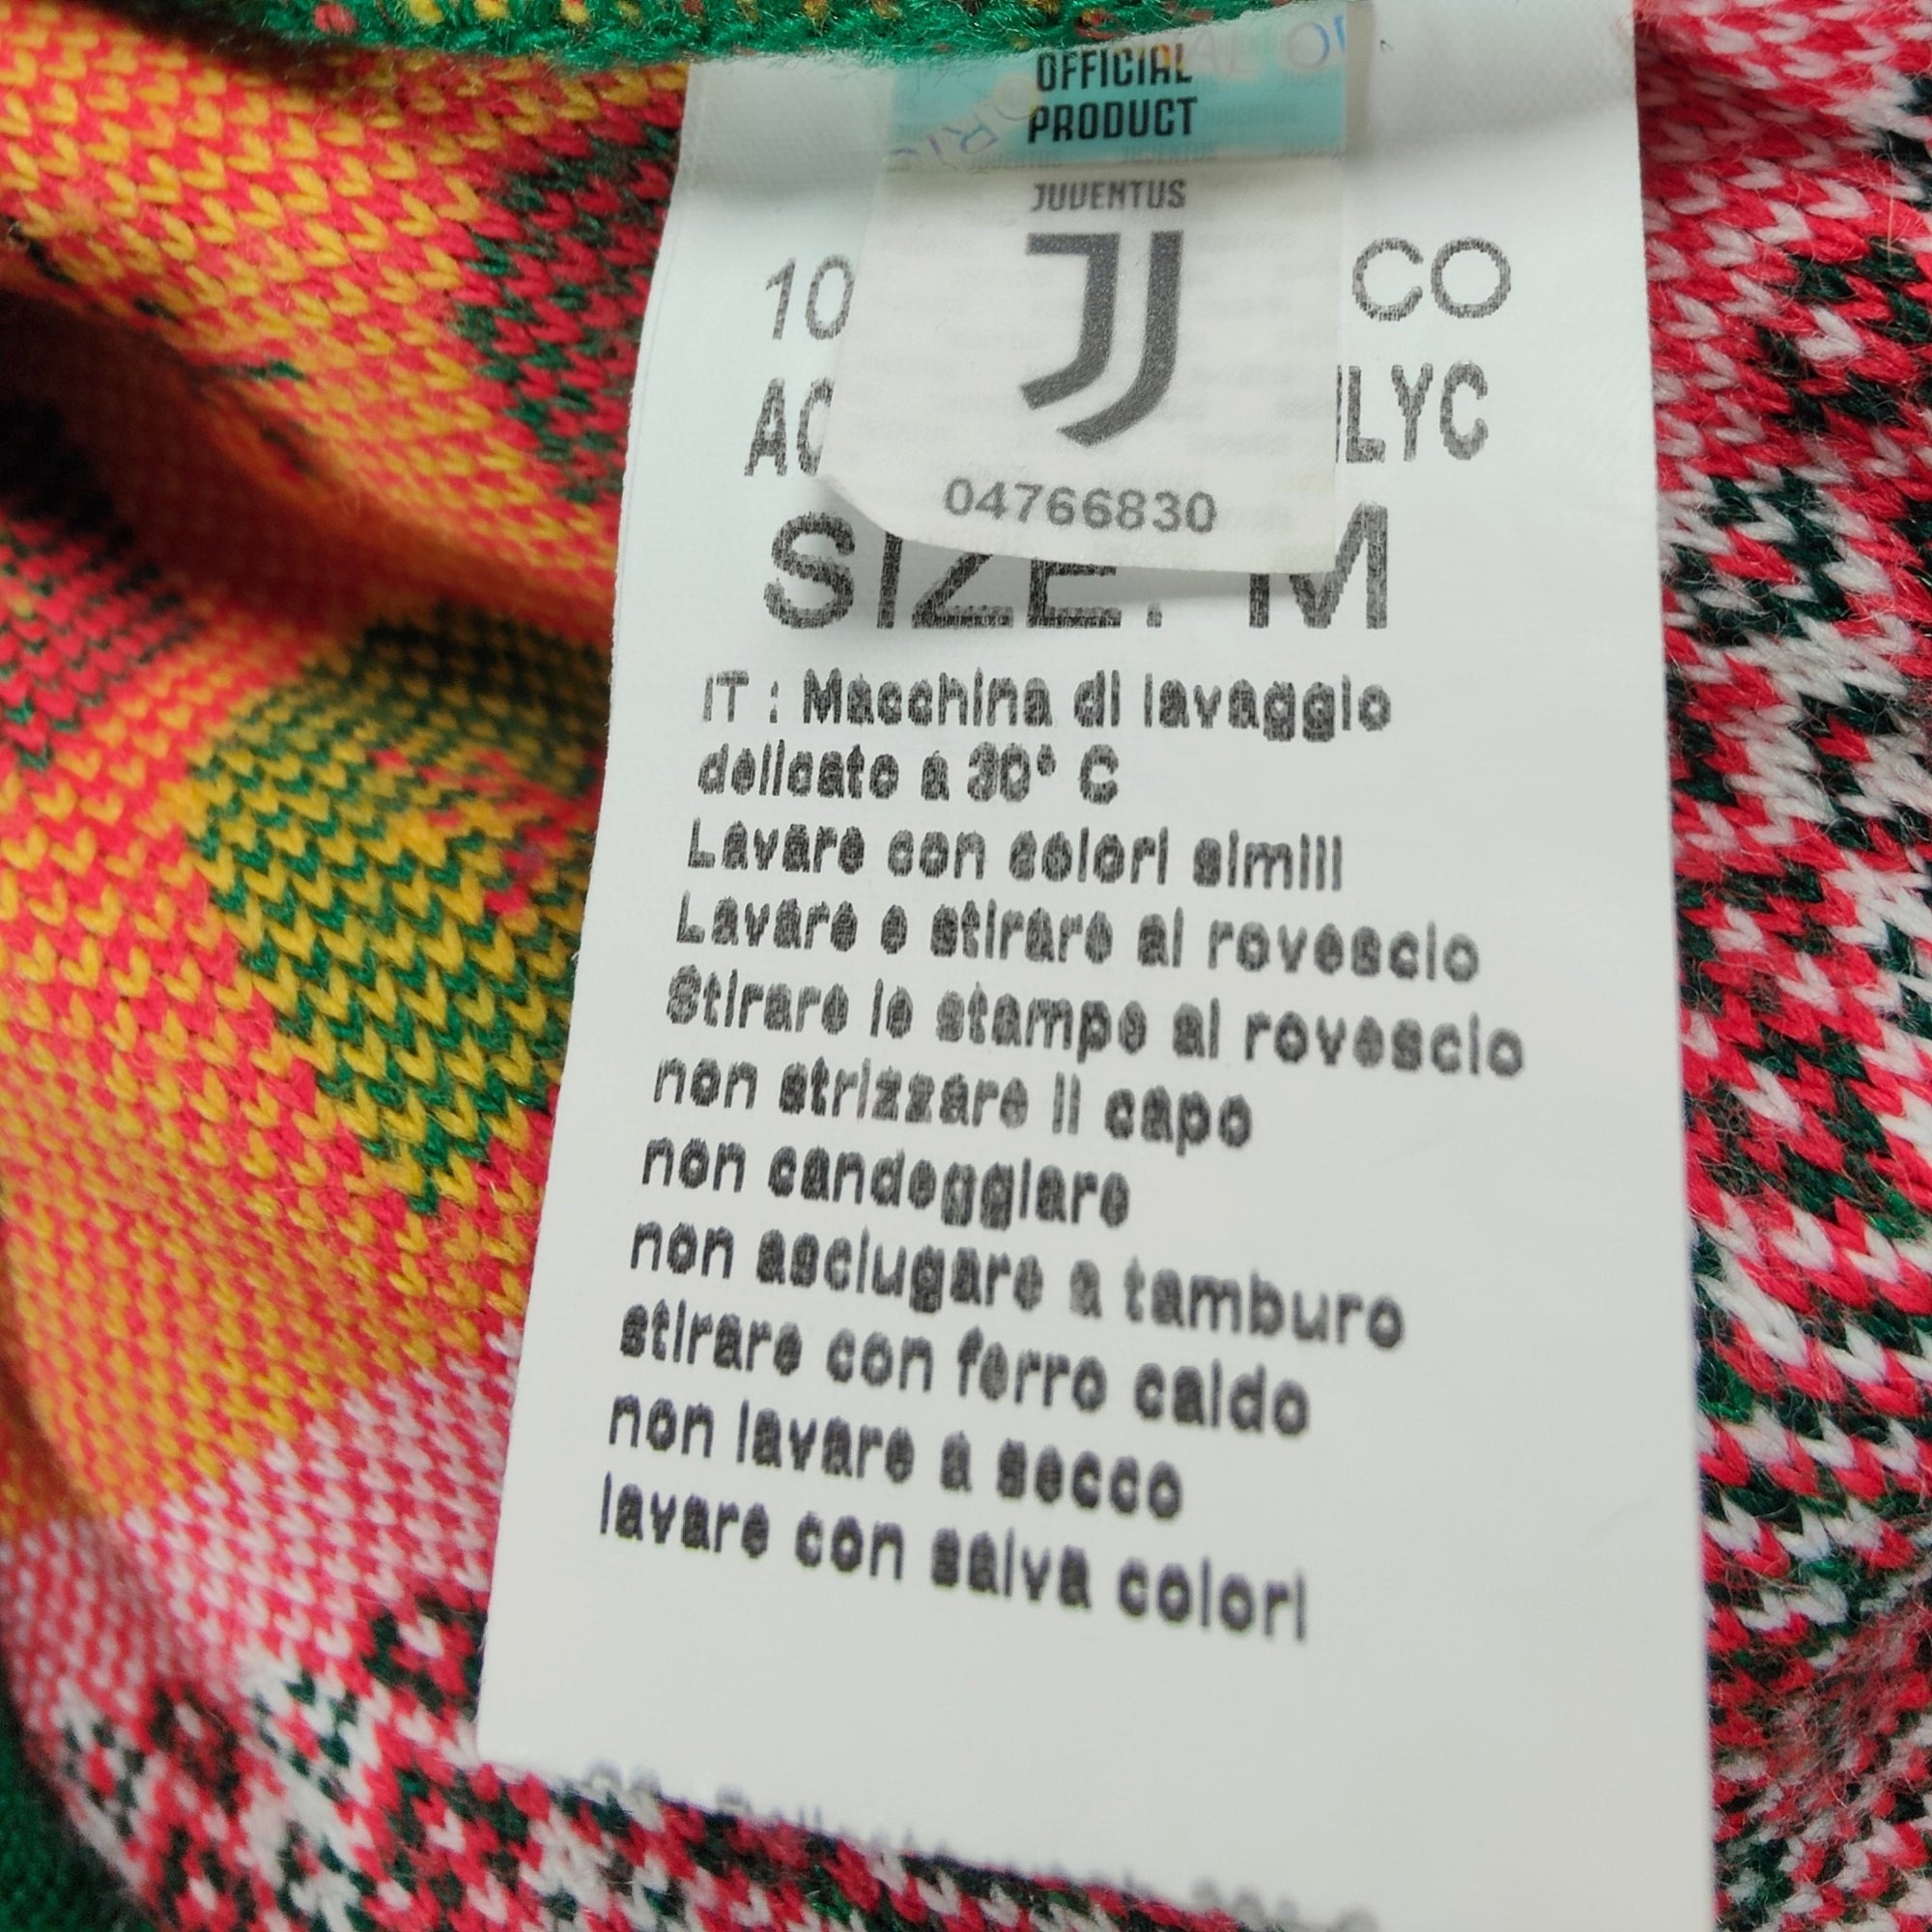 OFFICIAL
PRODUCT
JUVENTUS
04766830
10 CO
AC ILYC
SIZE: M
IT : Macchina di lavaggio
delicato a 30° C
Lavare con colori simili
Lavare e stirare al rovescio
Stirare le stampe al rovescio
non strizzare il capo
non candeggiare
non asciugare a tamburo
stirare con ferro caldo
non lavare a secco
lavare con salva colori